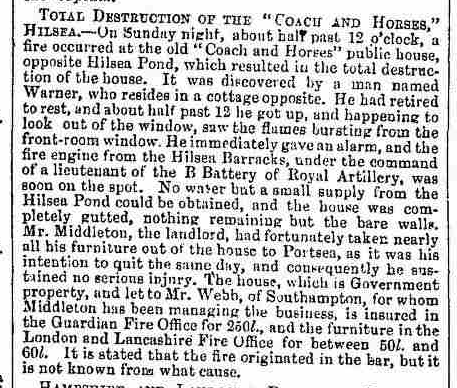 TOTAL DESTRUCTION OF THE "COACH AND HORSES,"
HILSEA.—On Sunday night, about half past 12 o'clock, a
fire occurred at the old "Coach and Horses" public house,
opposite Hilsea Pond, which resulted in the total destruc-
tion of the house. It was discovered by a man named
Warner, who resides in a cottage opposite. He had retired
to rest, and about half past 12 he got up, and happening to
look out of the window, saw the flames bursting from the
front-room window. He immediately gave an alarm, and the
fire engine from the Hilsea Barracks, under the command
of a lieutenant of the B Battery of Royal Artillery, was
soon on the spot. No water but a small supply from the
Hilsea Pond could be obtained, and the house was com-
pletely gutted, nothing remaining but the bare walls.
Mr. Middleton, the landlord, had fortunately taken nearly
all his furniture out of the house to Portsea, as it was his
intention to quit the same day, and consequently he sus-
tained no serious injury. The house, which is Government
property, and let to Mr. Webb, of Southampton, for whom
Middleton has been managing the business, is insured in
the Guardian Fire Office for 250l., and the furniture in the
London and Lancashire Fire Office for between 50l. and
60l. It is stated that the fire originated in the bar, but it
is not known from what cause.